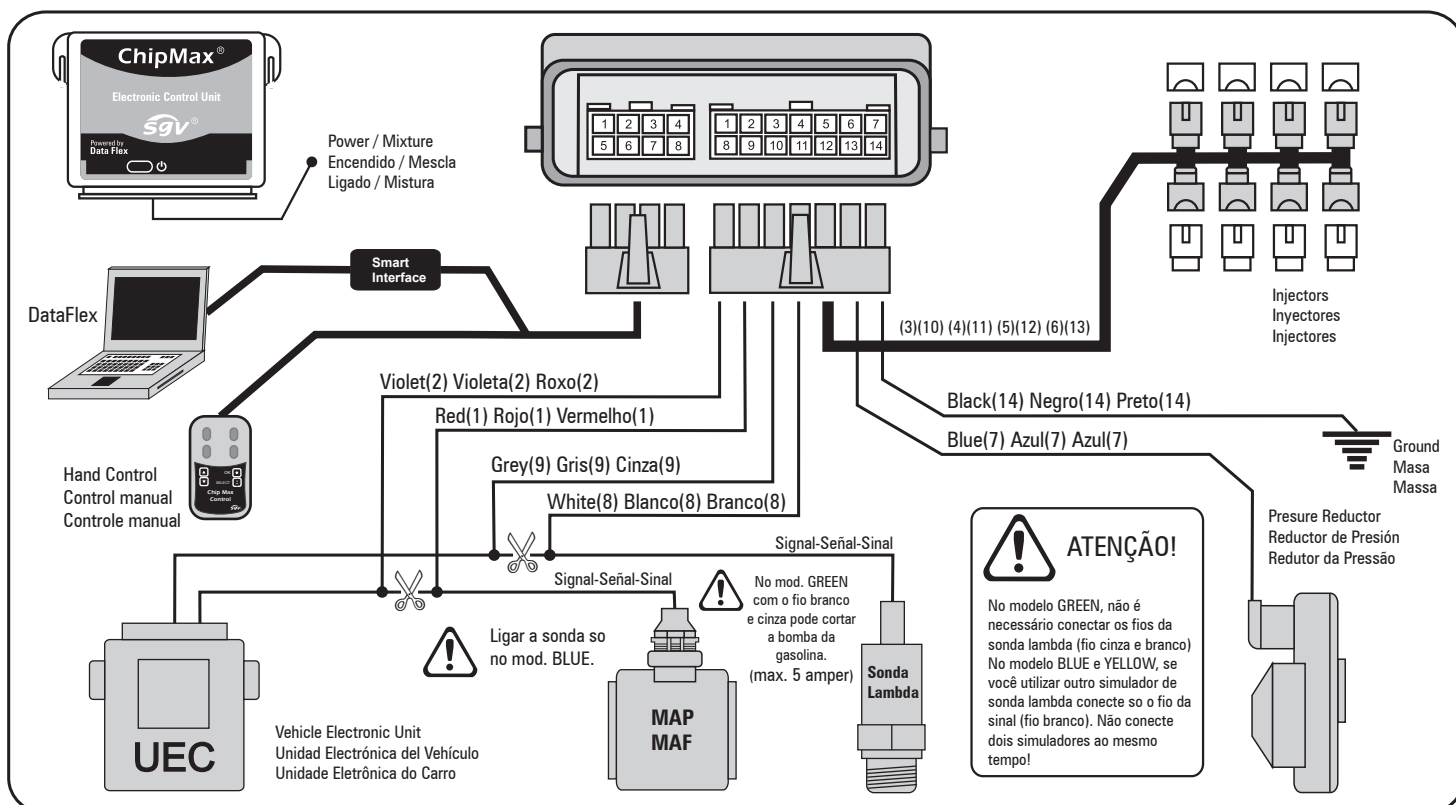 ChipMax®
Electronic Control Unit
sgv®
Powered by
Data Flex
Power / Mixture
Encendido / Mescla
Ligado / Mistura
1 2 3 4
5 6 7 8
1 2 3 4 5 6 7
8 9 10 11 12 13 14
Injectors
Inyectores
Injectores
Smart
Interface
DataFlex
(3)(10) (4)(11) (5)(12) (6)(13)
Violet(2) Violeta(2) Roxo(2)
Red(1) Rojo(1) Vermelho(1)
Grey(9) Gris(9) Cinza(9)
White(8) Blanco(8) Branco(8)
Black(14) Negro(14) Preto(14)
Blue(7) Azul(7) Azul(7)
Ground
Masa
Massa
Hand Control
Control manual
Controle manual
OK
SELECT
Chip Max
Control
sgv
Presure Reductor
Reductor de Presión
Redutor da Pressão
Signal-Señal-Sinal
Signal-Señal-Sinal
Ligar a sonda so
no mod. BLUE.
No mod. GREEN
com o fio branco
e cinza pode cortar
a bomba da
gasolina.
(max. 5 amper)
Sonda
Lambda
MAP
MAF
UEC
Vehicle Electronic Unit
Unidad Electrónica del Vehículo
Unidade Eletrônica do Carro
ATENÇÃO!
No modelo GREEN, não é
necessário conectar os fios da
sonda lambda (fio cinza e branco)
No modelo BLUE e YELLOW, se
você utilizar outro simulador de
sonda lambda conecte so o fio da
sinal (fio branco). Não conecte
dois simuladores ao mesmo
tempo!